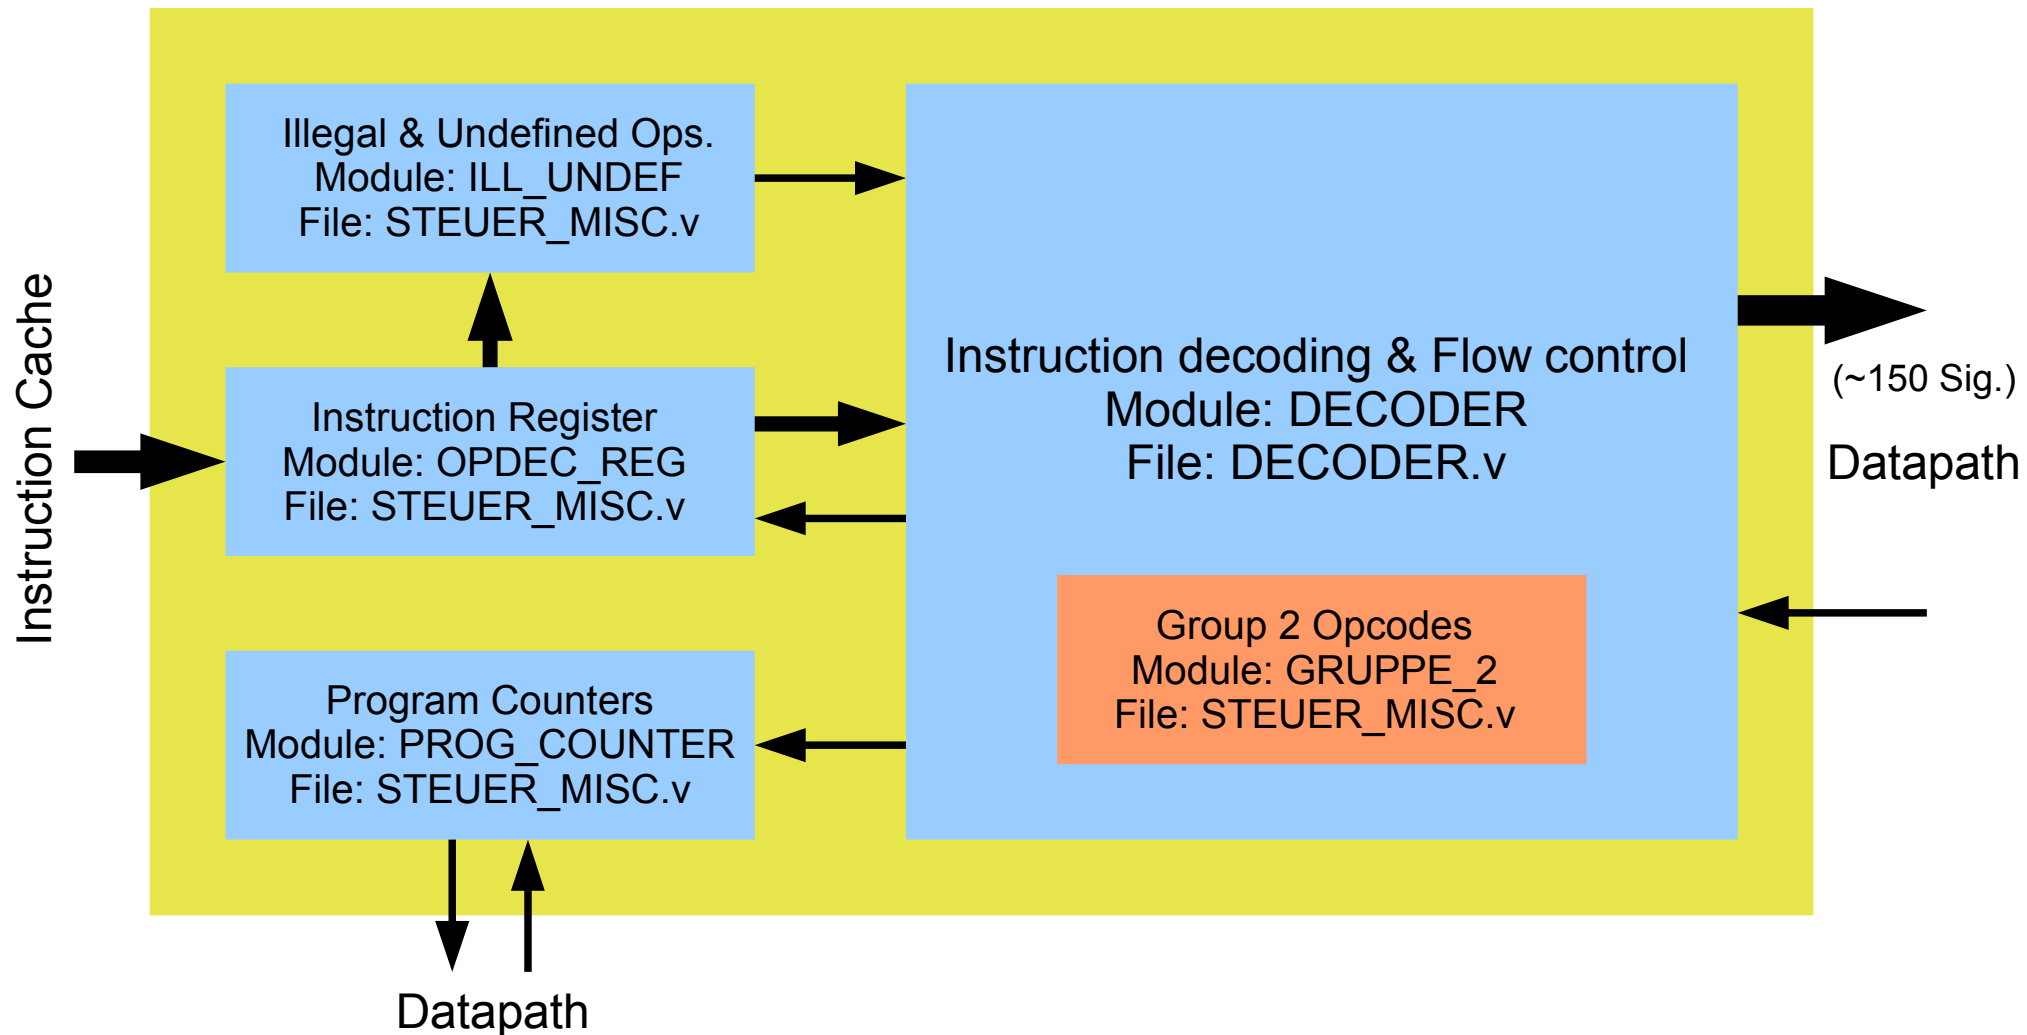 Instruction Cache
Illegal & Undefined Ops.
Module: ILL_UNDEF
File: STEUER_MISC.v
Instruction Register
Module: OPDEC_REG
File: STEUER_MISC.v
Program Counters
Module: PROG_COUNTER
File: STEUER_MISC.v
Instruction decoding & Flow control
Module: DECODER
File: DECODER.v
Group 2 Opcodes
Module: GRUPPE_2
File: STEUER_MISC.v
(~150 Sig.)
Datapath
Datapath